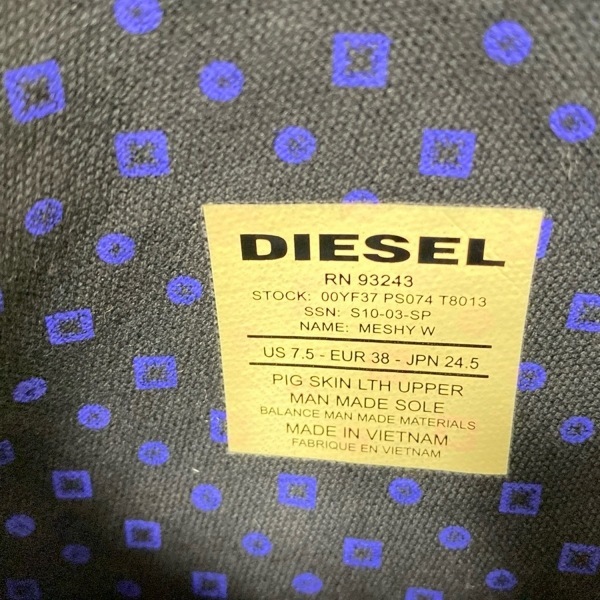 DIESEL
RN 93243
STOCK: 00YF37 PS074 T8013
SSN: S10-03-SP
NAME: MESHY W
US 7.5 - EUR 38 - JPN 24.5
PIG SKIN LTH UPPER
MAN MADE SOLE
BALANCE MAN MADE MATERIALS
MADE IN VIETNAM
FABRIQUE EN VIETNAM